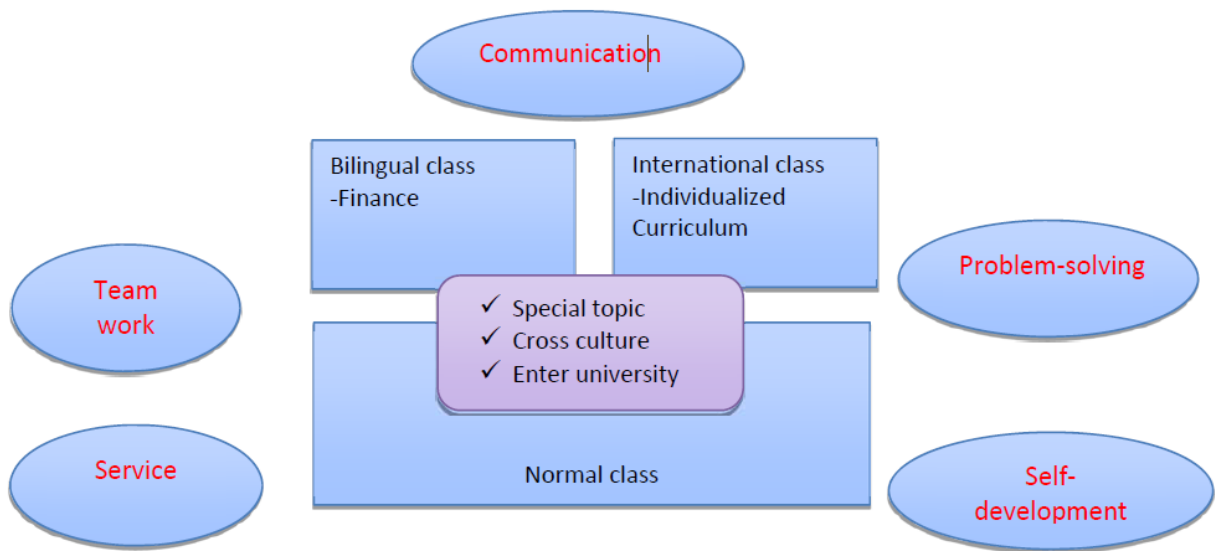 Communication
Bilingual class
-Finance
International class
-Individualized
Curriculum
Team
work
Problem-solving
✓ Special topic
✓ Cross culture
✓ Enter university
Service
Normal class
Self-
development